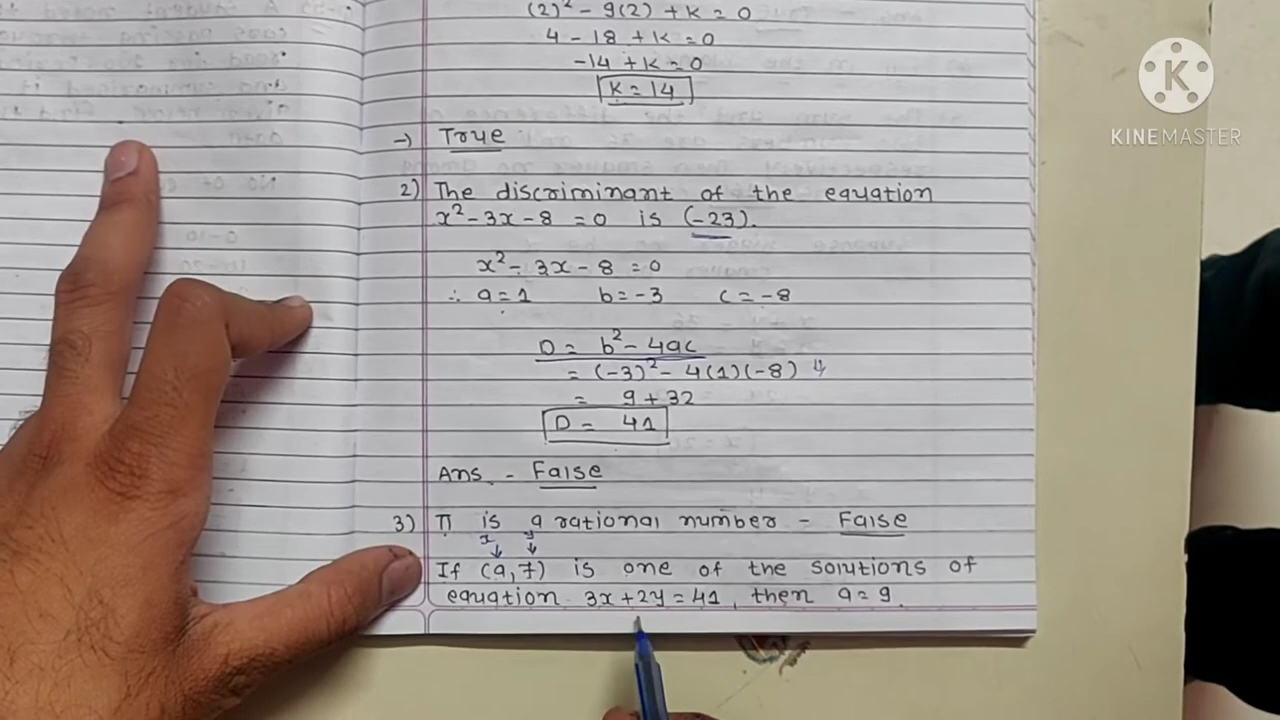 (2)² - 9(2) + K = 0
4 - 18 + K = 0
-14 + K = 0
K = 14
→ True
2) The discriminant of the equation
x² - 3x - 8 = 0 is (-23).
x² - 3x - 8 = 0
∴ a = 1 b = -3 c = -8
D = b² - 4ac
= (-3)² - 4(1)(-8)
= 9 + 32
D = 41
Ans. - False
3) π is a rational number - False
x y
↓ ↓
If (a, 7) is one of the solutions of
equation 3x + 2y = 41, then a = 9.
K
KINEMASTER